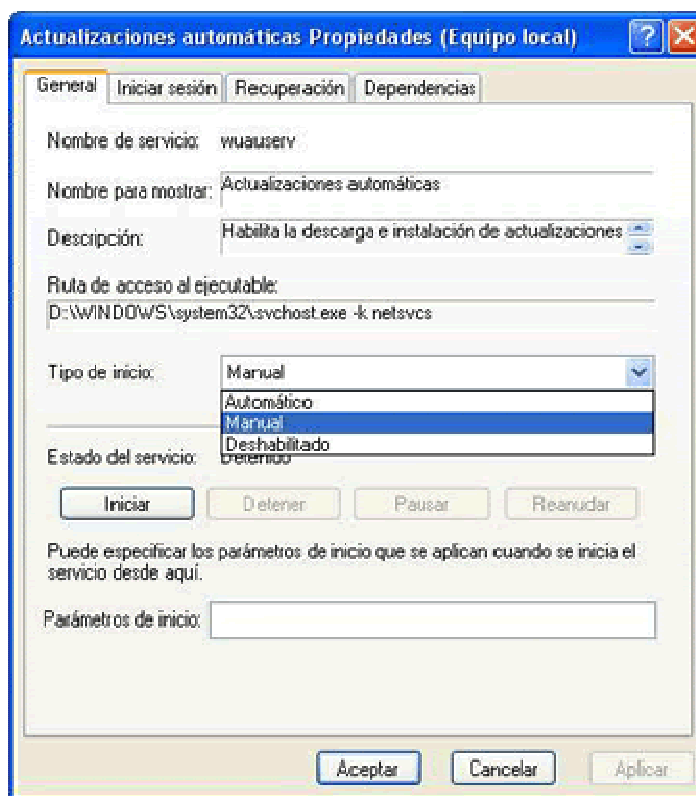 Actualizaciones automáticas Propiedades (Equipo local)
General Iniciar sesión Recuperación Dependencias
Nombre de servicio: wuauserv
Nombre para mostrar: Actualizaciones automáticas
Descripción: Habilita la descarga e instalación de actualizaciones
Ruta de acceso al ejecutable:
D:\WINDOWS\system32\svchost.exe -k netsvcs
Tipo de inicio: Manual
Automático
Manual
Deshabilitado
Estado del servicio: Detenido
Iniciar Detener Pausar Reanudar
Puede especificar los parámetros de inicio que se aplican cuando se inicia el
servicio desde aquí.
Parámetros de inicio:
Aceptar Cancelar Aplicar